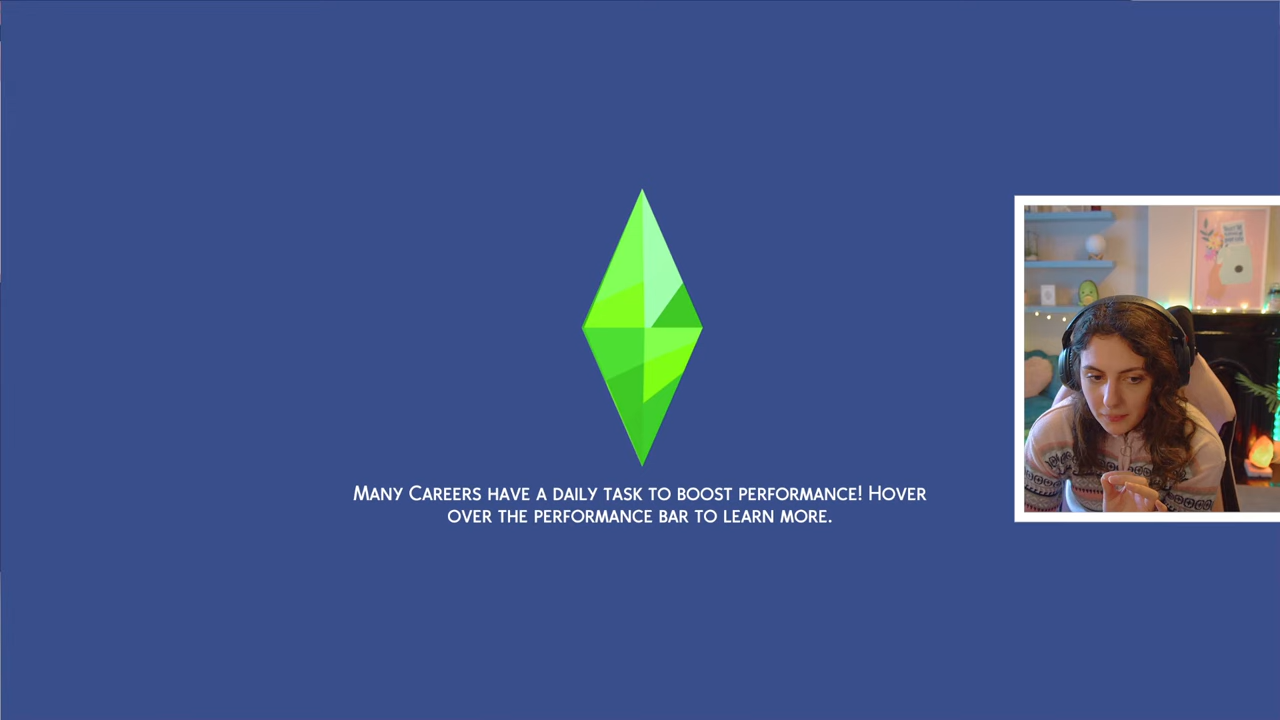 Many Careers have a daily task to boost performance! Hover
over the performance bar to learn more.